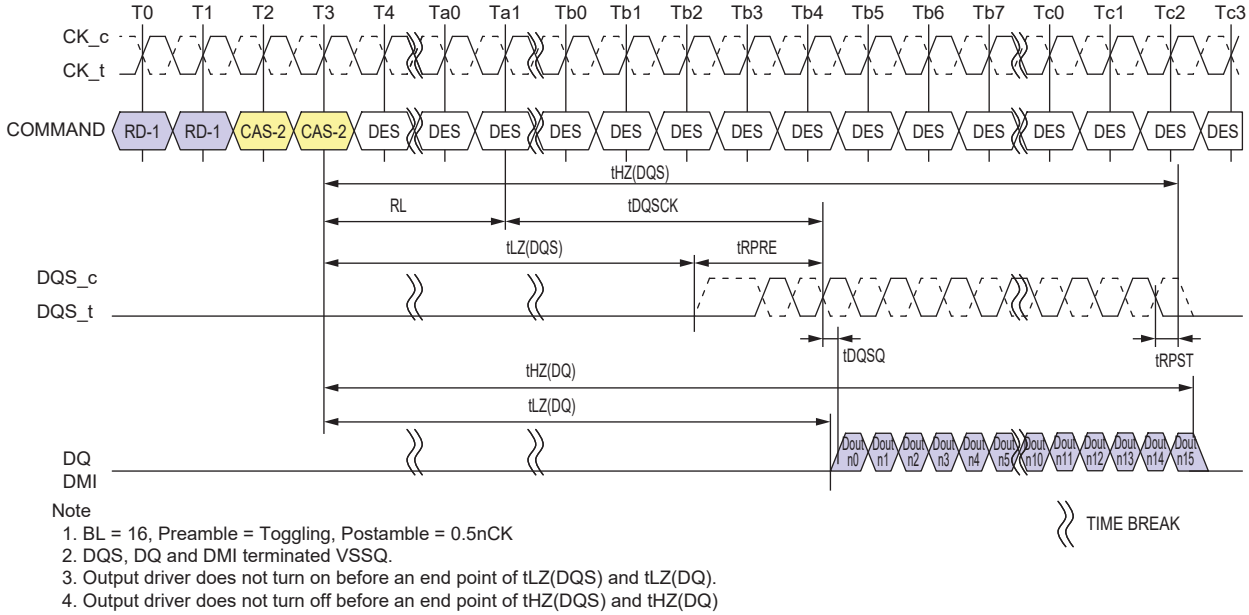 T0 T1 T2 T3 T4 Ta0 Ta1 Tb0 Tb1 Tb2 Tb3 Tb4 Tb5 Tb6 Tb7 Tc0 Tc1 Tc2 Tc3
CK_c
CK_t
COMMAND RD-1 RD-1 CAS-2 CAS-2 DES DES DES DES DES DES DES DES DES DES DES DES DES DES DES
tHZ(DQS)
RL tDQSCK
tLZ(DQS) tRPRE
DQS_c
DQS_t
tDQSQ tRPST
tHZ(DQ)
tLZ(DQ)
Dout Dout Dout Dout Dout Dout Dout Dout Dout Dout Dout Dout
n0 n1 n2 n3 n4 n5 n10 n11 n12 n13 n14 n15
DQ
DMI
TIME BREAK
Note
1. BL = 16, Preamble = Toggling, Postamble = 0.5nCK
2. DQS, DQ and DMI terminated VSSQ.
3. Output driver does not turn on before an end point of tLZ(DQS) and tLZ(DQ).
4. Output driver does not turn off before an end point of tHZ(DQS) and tHZ(DQ)